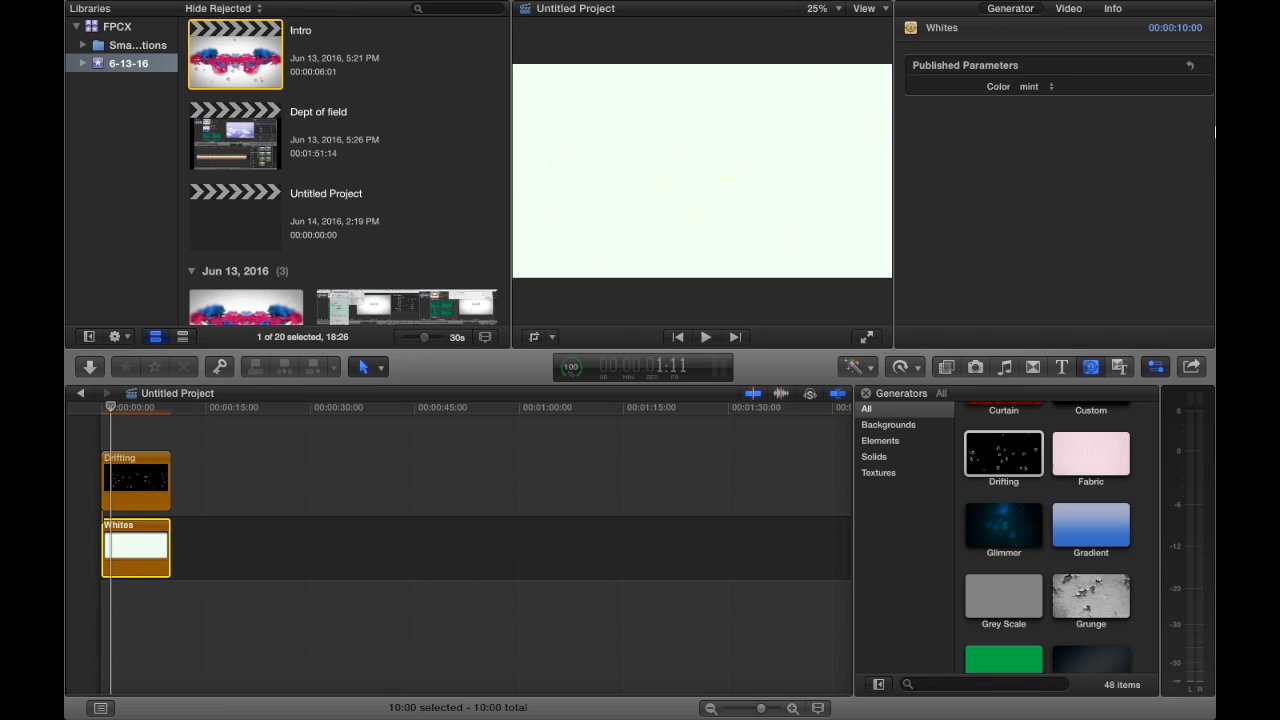 Libraries
Hide Rejected
Untitled Project
25%
View
Generator
Video
Info
FPCX
Sma...tions
6-13-16
Intro
Jun 13, 2016, 5:21 PM
00:00:06:01
Dept of field
Jun 13, 2016, 5:26 PM
00:01:51:14
Untitled Project
Jun 14, 2016, 2:19 PM
00:00:00:00
Jun 13, 2016 (3)
Whites
00:00:10:00
Published Parameters
Color mint
1 of 20 selected, 18:26
30s
100
00:00:01:11
HR MIN SEC FR
Untitled Project
00:00:00:00
00:00:15:00
00:00:30:00
00:00:45:00
00:01:00:00
00:01:15:00
00:01:30:00
Drifting
Whites
Generators All
All
Backgrounds
Elements
Solids
Textures
Curtain
Custom
Drifting
Fabric
Glimmer
Gradient
Grey Scale
Grunge
48 items
6
0
-6
-12
-20
-30
-50
L R
10:00 selected - 10:00 total